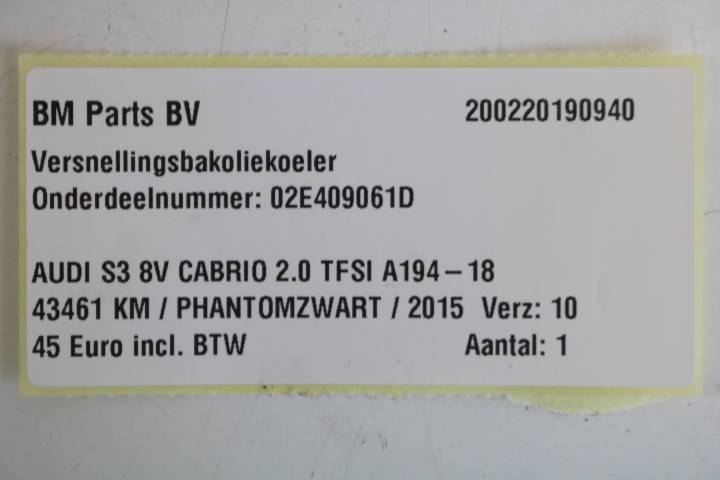 BM Parts BV 200220190940
Versnellingsbakoliekoeler
Onderdeelnummer: 02E409061D
AUDI S3 8V CABRIO 2.0 TFSI A194-18
43461 KM / PHANTOMZWART / 2015 Verz: 10
45 Euro incl. BTW Aantal: 1